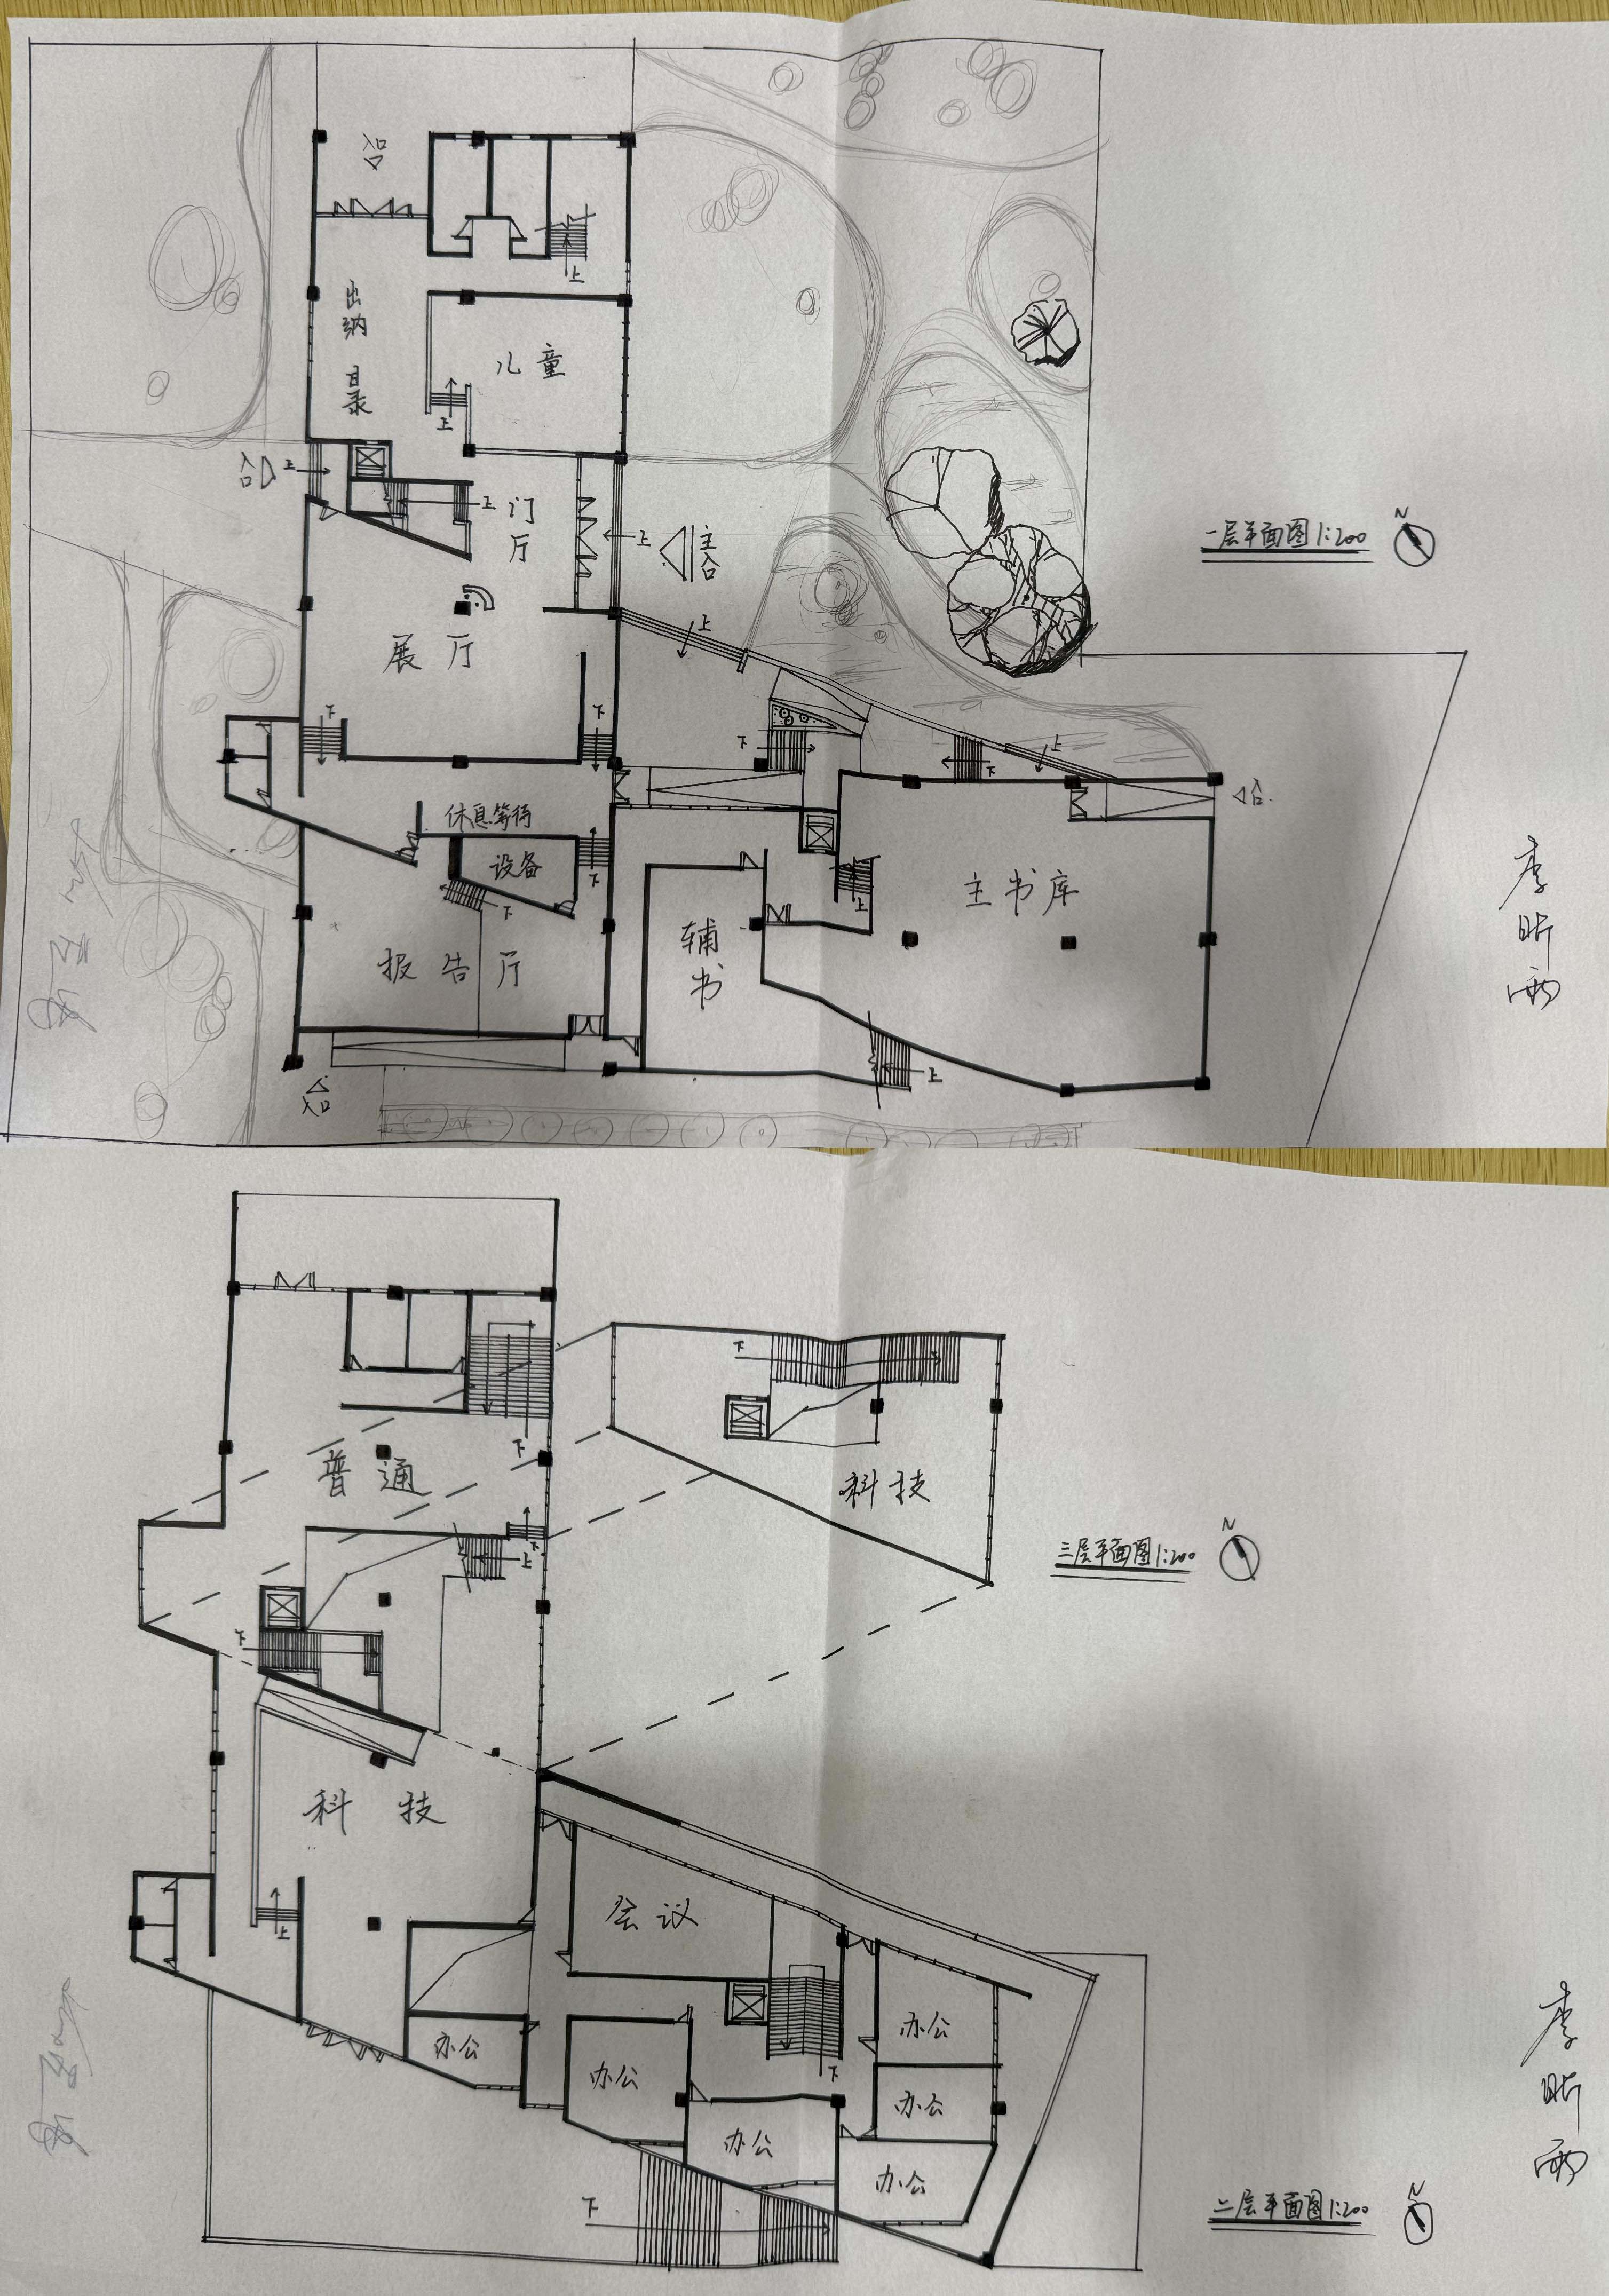 入口
上
出纳
目录
儿童
上
入口
上
上
门厅
上
主入口
一层平面图 1:200
N
展厅
上
下
下
下
下
上
入口
休息等待
设备
下
下
上
主书库
辅书
报告厅
上
入口
李昕雨
下
下
普通
科技
三层平面图 1:200
N
下
上
下
科技
上
会议
办公
办公
办公
下
办公
办公
办公
下
二层平面图 1:200
N
李昕雨